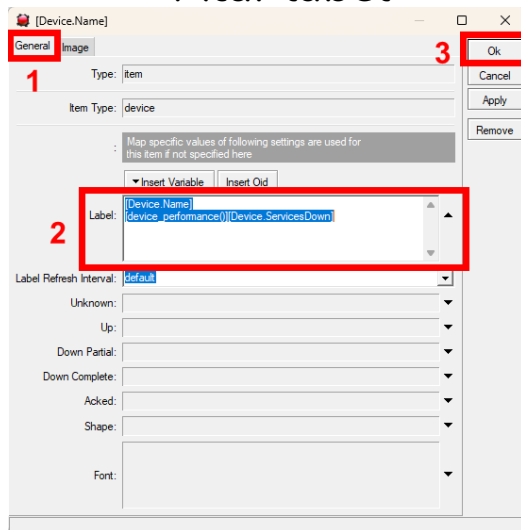 [Device.Name]
General Image
3
Ok
1
Type: item
Cancel
Item Type: device
Apply
Remove
: Map specific values of following settings are used for
this item if not specified here
Insert Variable Insert Oid
2
Label: [Device.Name]
[device_performance()][Device.ServicesDown]
Label Refresh Interval: default
Unknown:
Up:
Down Partial:
Down Complete:
Acked:
Shape:
Font: